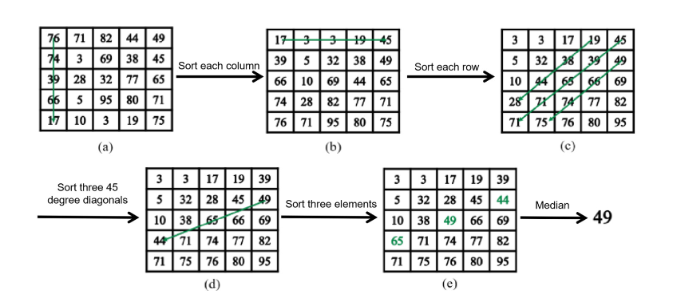 76 71 82 44 49
74 3 69 38 45
39 28 32 77 65
66 5 95 80 71
17 10 3 19 75
(a)
Sort each column
17 3 3 19 45
39 5 32 38 49
66 10 69 44 65
74 28 82 77 71
76 71 95 80 75
(b)
Sort each row
3 3 17 19 45
5 32 38 39 49
10 44 65 66 69
28 71 74 77 82
71 75 76 80 95
(c)
Sort three 45
degree diagonals
3 3 17 19 39
5 32 28 45 49
10 38 65 66 69
44 71 74 77 82
71 75 76 80 95
(d)
Sort three elements
3 3 17 19 39
5 32 28 45 44
10 38 49 66 69
65 71 74 77 82
71 75 76 80 95
(e)
Median
49